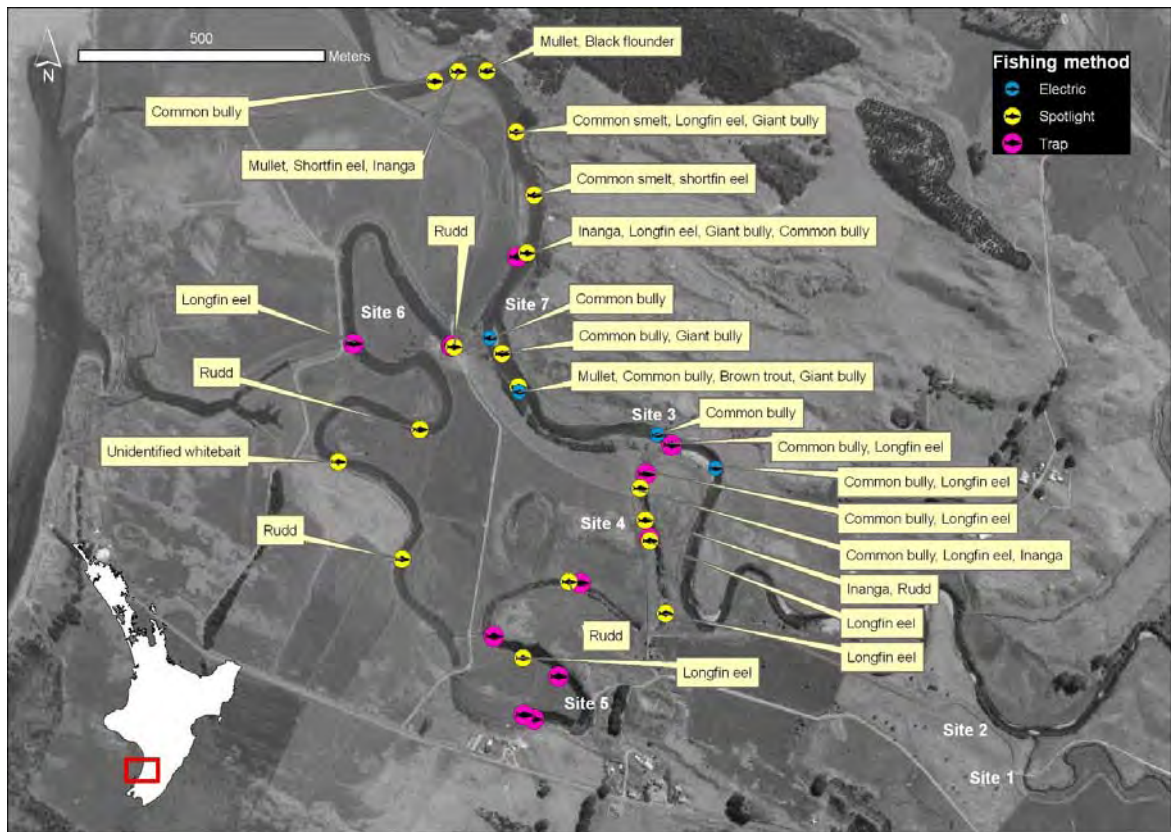 500
Meters
N
Fishing method
Electric
Spotlight
Trap
Mullet, Black flounder
Common bully
Common smelt, Longfin eel, Giant bully
Mullet, Shortfin eel, Inanga
Common smelt, shortfin eel
Rudd
Inanga, Longfin eel, Giant bully, Common bully
Longfin eel
Site 6
Site 7
Common bully
Common bully, Giant bully
Rudd
Mullet, Common bully, Brown trout, Giant bully
Site 3
Common bully
Unidentified whitebait
Common bully, Longfin eel
Common bully, Longfin eel
Common bully, Longfin eel
Rudd
Site 4
Common bully, Longfin eel, Inanga
Inanga, Rudd
Longfin eel
Rudd
Longfin eel
Longfin eel
Site 5
Site 2
Site 1